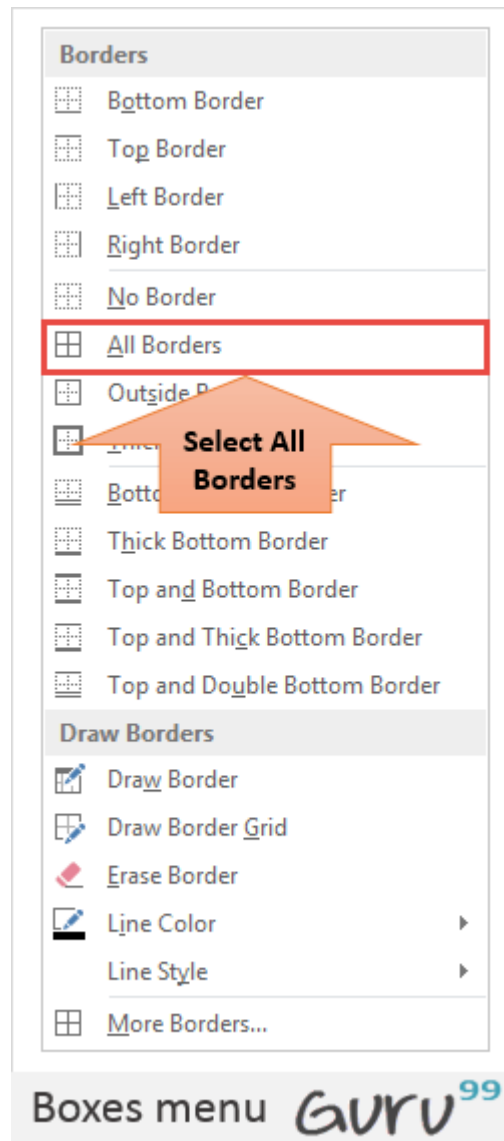 Borders
Bottom Border
Top Border
Left Border
Right Border
No Border
All Borders
Outside
Select All
Borders
Thick Bottom Border
Top and Bottom Border
Top and Thick Bottom Border
Top and Double Bottom Border
Draw Borders
Draw Border
Draw Border Grid
Erase Border
Line Color
Line Style
More Borders...
Boxes menu Guru99